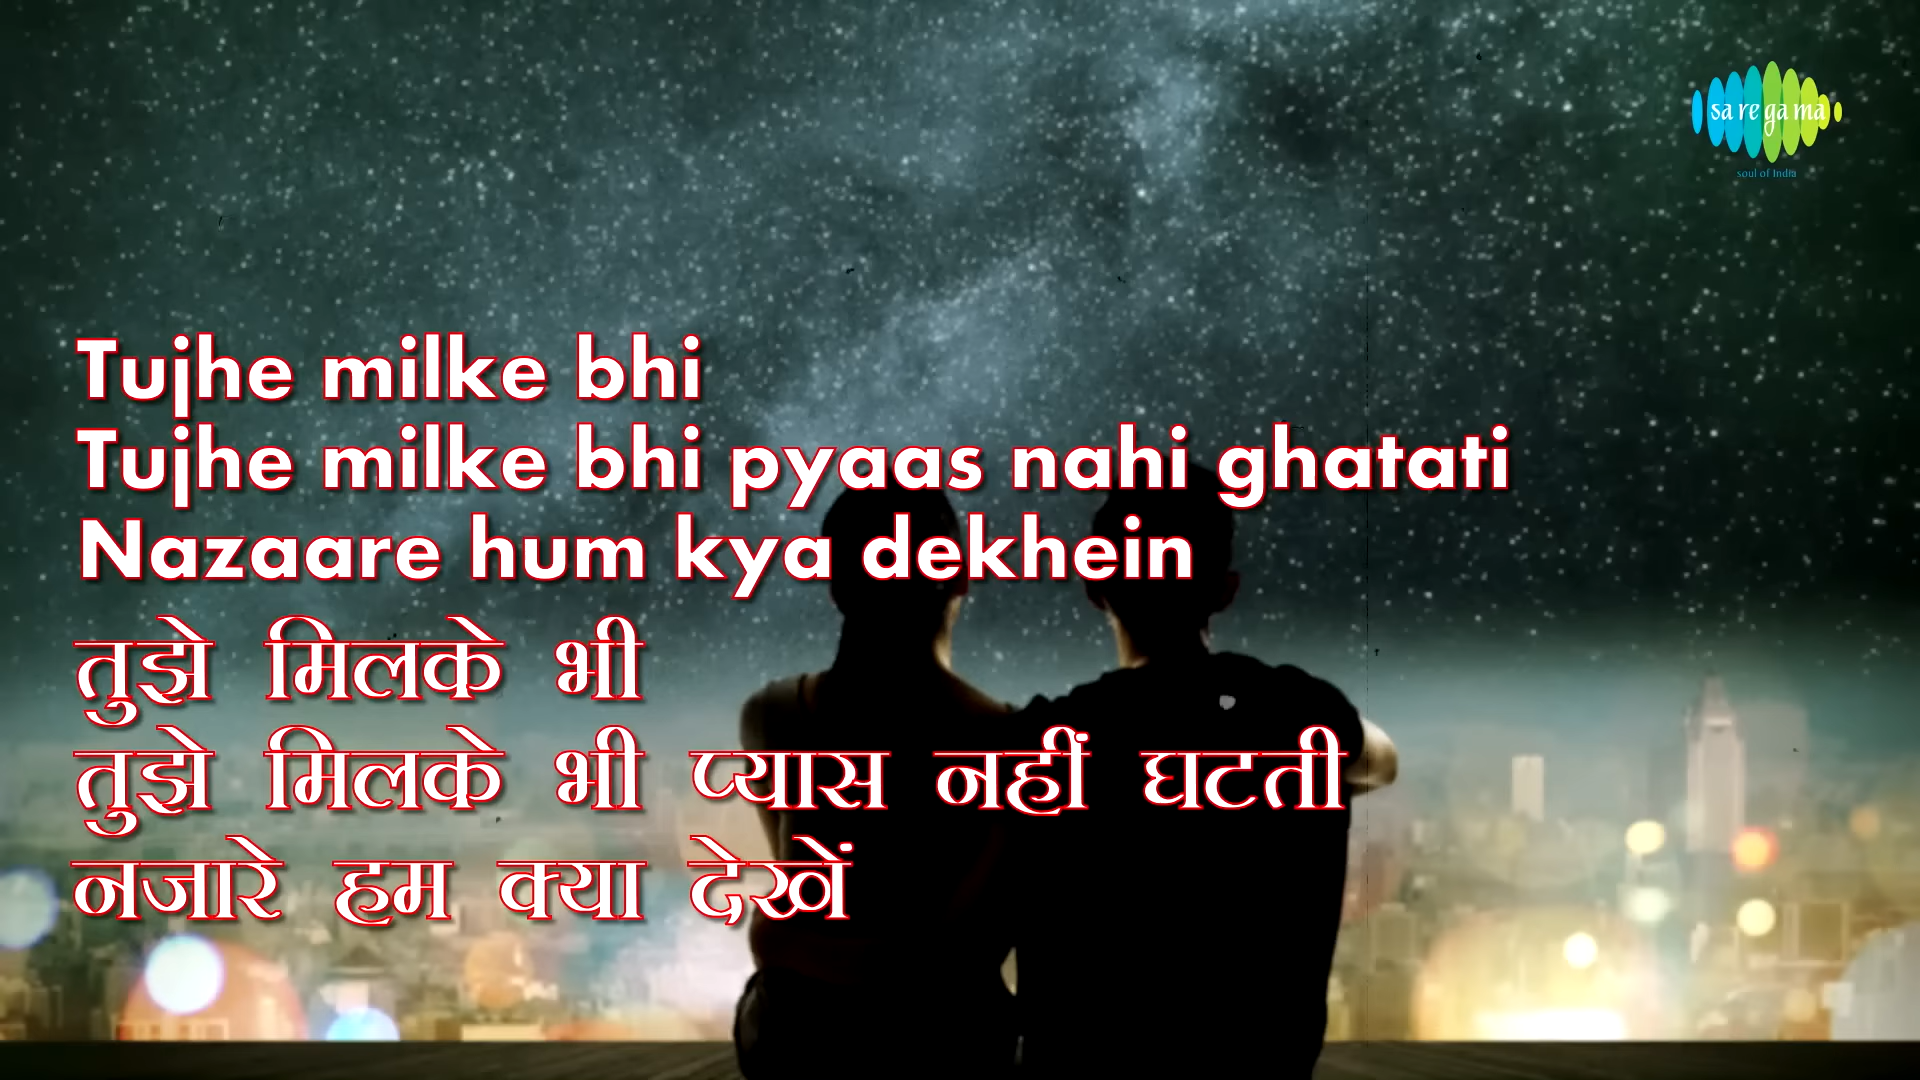 sa re ga ma
soul of India
Tujhe milke bhi
Tujhe milke bhi pyaas nahi ghatati
Nazaare hum kya dekhein
तुझे मिलके भी
तुझे मिलके भी प्यास नहीं घटती
नजारे हम क्या देखें